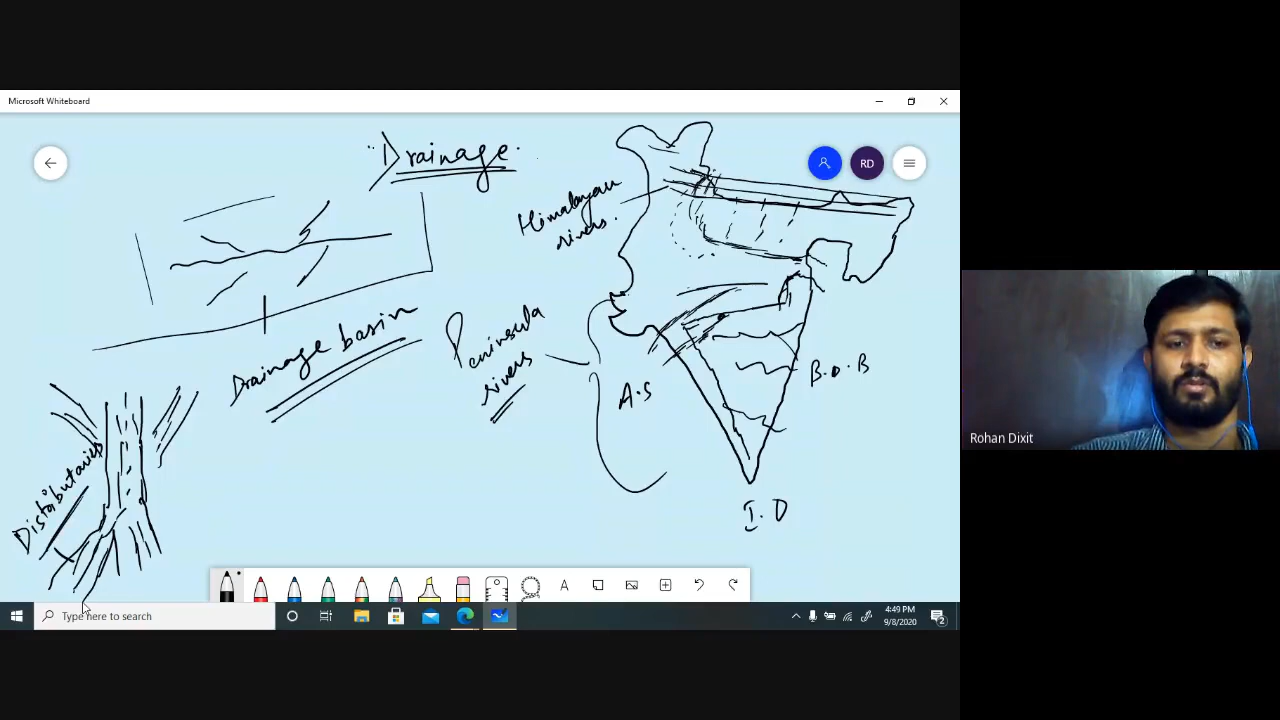 Microsoft Whiteboard
Drainage
RD
Himalayan
rivers.
Drainage basin
Peninsula
rivers
A.S
B.O.B
Distributaries
I.O
Rohan Dixit
A
Type here to search
4:49 PM
9/8/2020
2